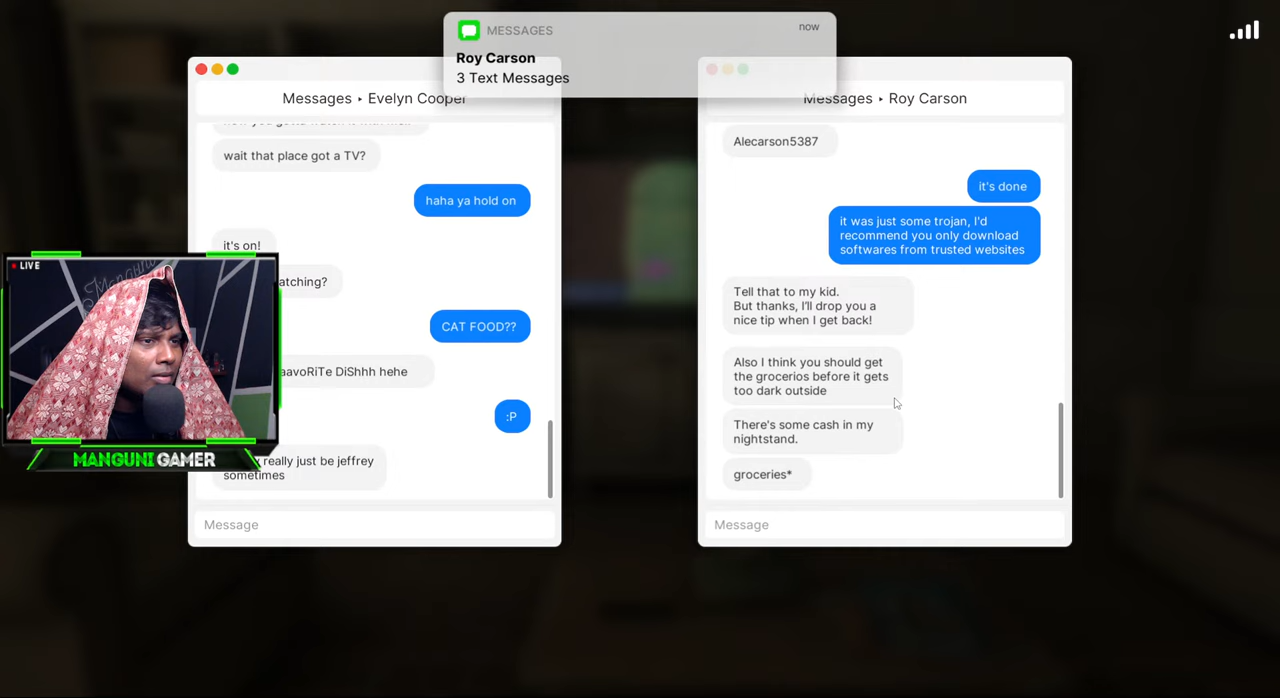 MESSAGES
now
Roy Carson
3 Text Messages
Messages ‣ Evelyn Cooper
wait that place got a TV?
haha ya hold on
it's on!
atching?
CAT FOOD??
aavoRiTe DiShhh hehe
:P
really just be jeffrey
sometimes
Message
Messages ‣ Roy Carson
Alecarson5387
it's done
it was just some trojan, I'd
recommend you only download
softwares from trusted websites
Tell that to my kid.
But thanks, I'll drop you a
nice tip when I get back!
Also I think you should get
the grocerios before it gets
too dark outside
There's some cash in my
nightstand.
groceries*
Message
LIVE
MANGUNI GAMER